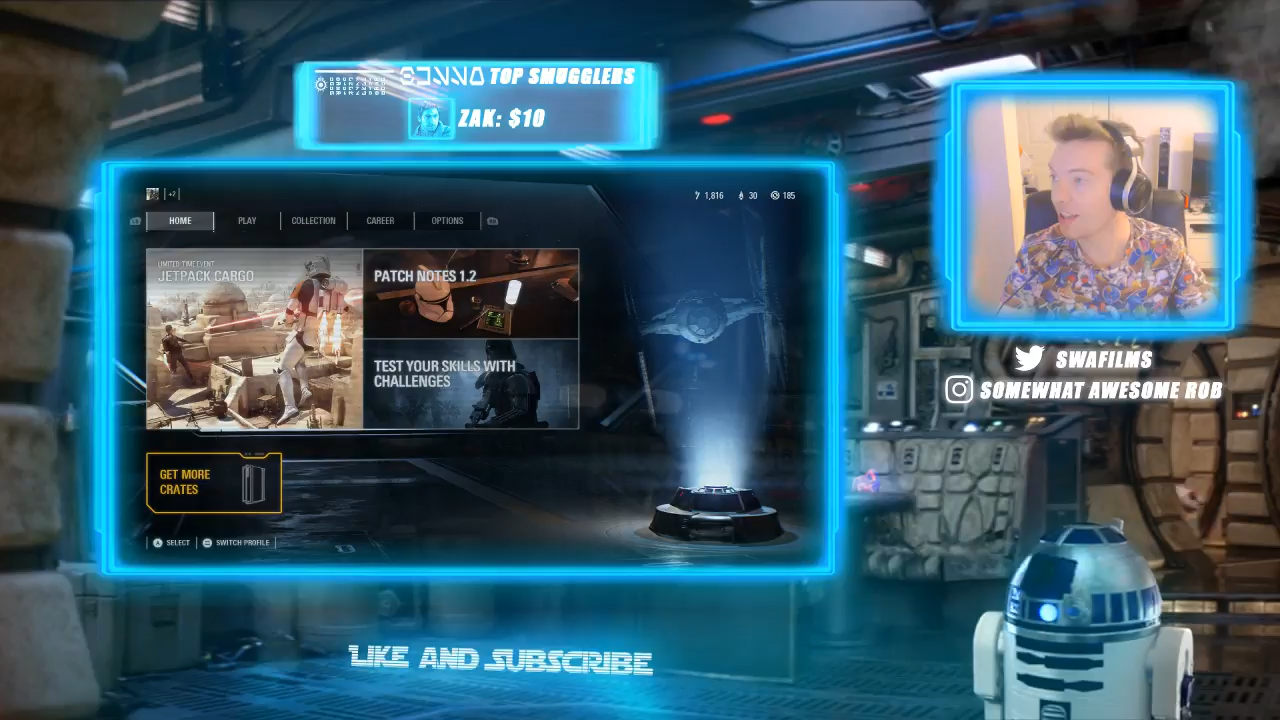 TOP SMUGGLERS
ZAK: $10
+2
1,816
30
185
HOME
PLAY
COLLECTION
CAREER
OPTIONS
LIMITED TIME EVENT
JETPACK CARGO
PATCH NOTES 1.2
TEST YOUR SKILLS WITH
CHALLENGES
GET MORE
CRATES
A SELECT
SWITCH PROFILE
SWAFILMS
SOMEWHAT AWESOME ROB
LIKE AND SUBSCRIBE